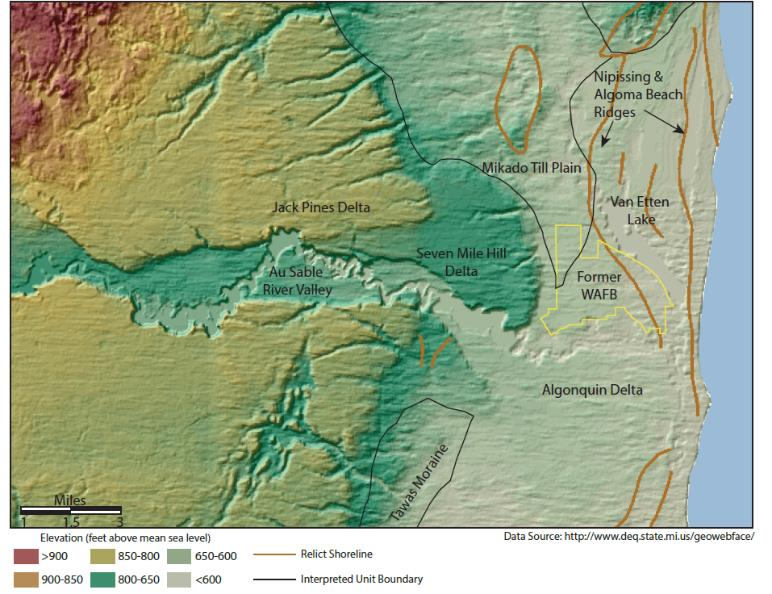 Nipissing &
Algoma Beach
Ridges
Mikado Till Plain
Jack Pines Delta
Van Etten
Lake
Seven Mile Hill
Delta
Au Sable
River Valley
Former
WAFB
Algonquin Delta
Tawas Moraine
Miles
1 1.5 3
Elevation (feet above mean sea level)
Data Source: http://www.deq.state.mi.us/geowebface/
>900 850-800 650-600 Relict Shoreline
900-850 800-650 <600 Interpreted Unit Boundary